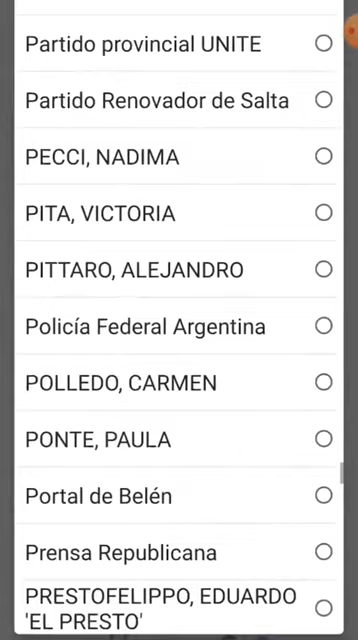 Partido provincial UNITE
Partido Renovador de Salta
PECCI, NADIMA
PITA, VICTORIA
PITTARO, ALEJANDRO
Policía Federal Argentina
POLLEDO, CARMEN
PONTE, PAULA
Portal de Belén
Prensa Republicana
PRESTOFELIPPO, EDUARDO
'EL PRESTO'